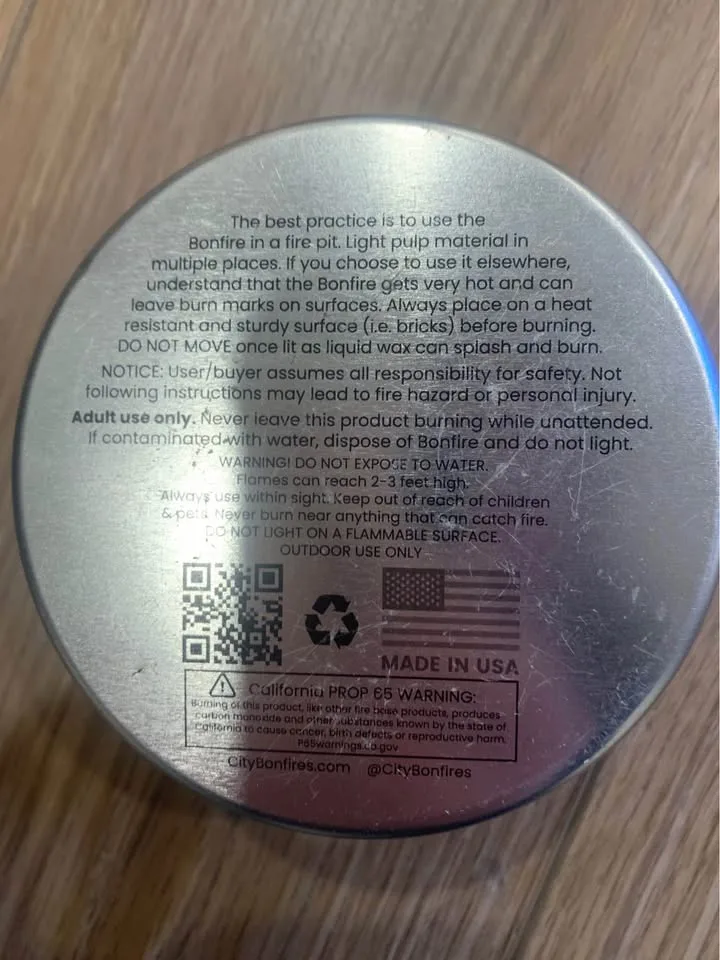 The best practice is to use the
Bonfire in a fire pit. Light pulp material in
multiple places. If you choose to use it elsewhere,
understand that the Bonfire gets very hot and can
leave burn marks on surfaces. Always place on a heat
resistant and sturdy surface (i.e. bricks) before burning.
DO NOT MOVE once lit as liquid wax can splash and burn.
NOTICE: User/buyer assumes all responsibility for safety. Not
following instructions may lead to fire hazard or personal injury.
Adult use only. Never leave this product burning while unattended.
If contaminated with water, dispose of Bonfire and do not light.
WARNING! DO NOT EXPOSE TO WATER.
Flames can reach 2-3 feet high.
Always use within sight. Keep out of reach of children
& pets. Never burn near anything that can catch fire.
DO NOT LIGHT ON A FLAMMABLE SURFACE.
OUTDOOR USE ONLY
MADE IN USA
California PROP 65 WARNING:
Burning of this product, like other fire base products, produces
carbon monoxide and other substances known by the state of
California to cause cancer, birth defects or reproductive harm.
P65warnings.ca.gov
CityBonfires.com @CityBonfires